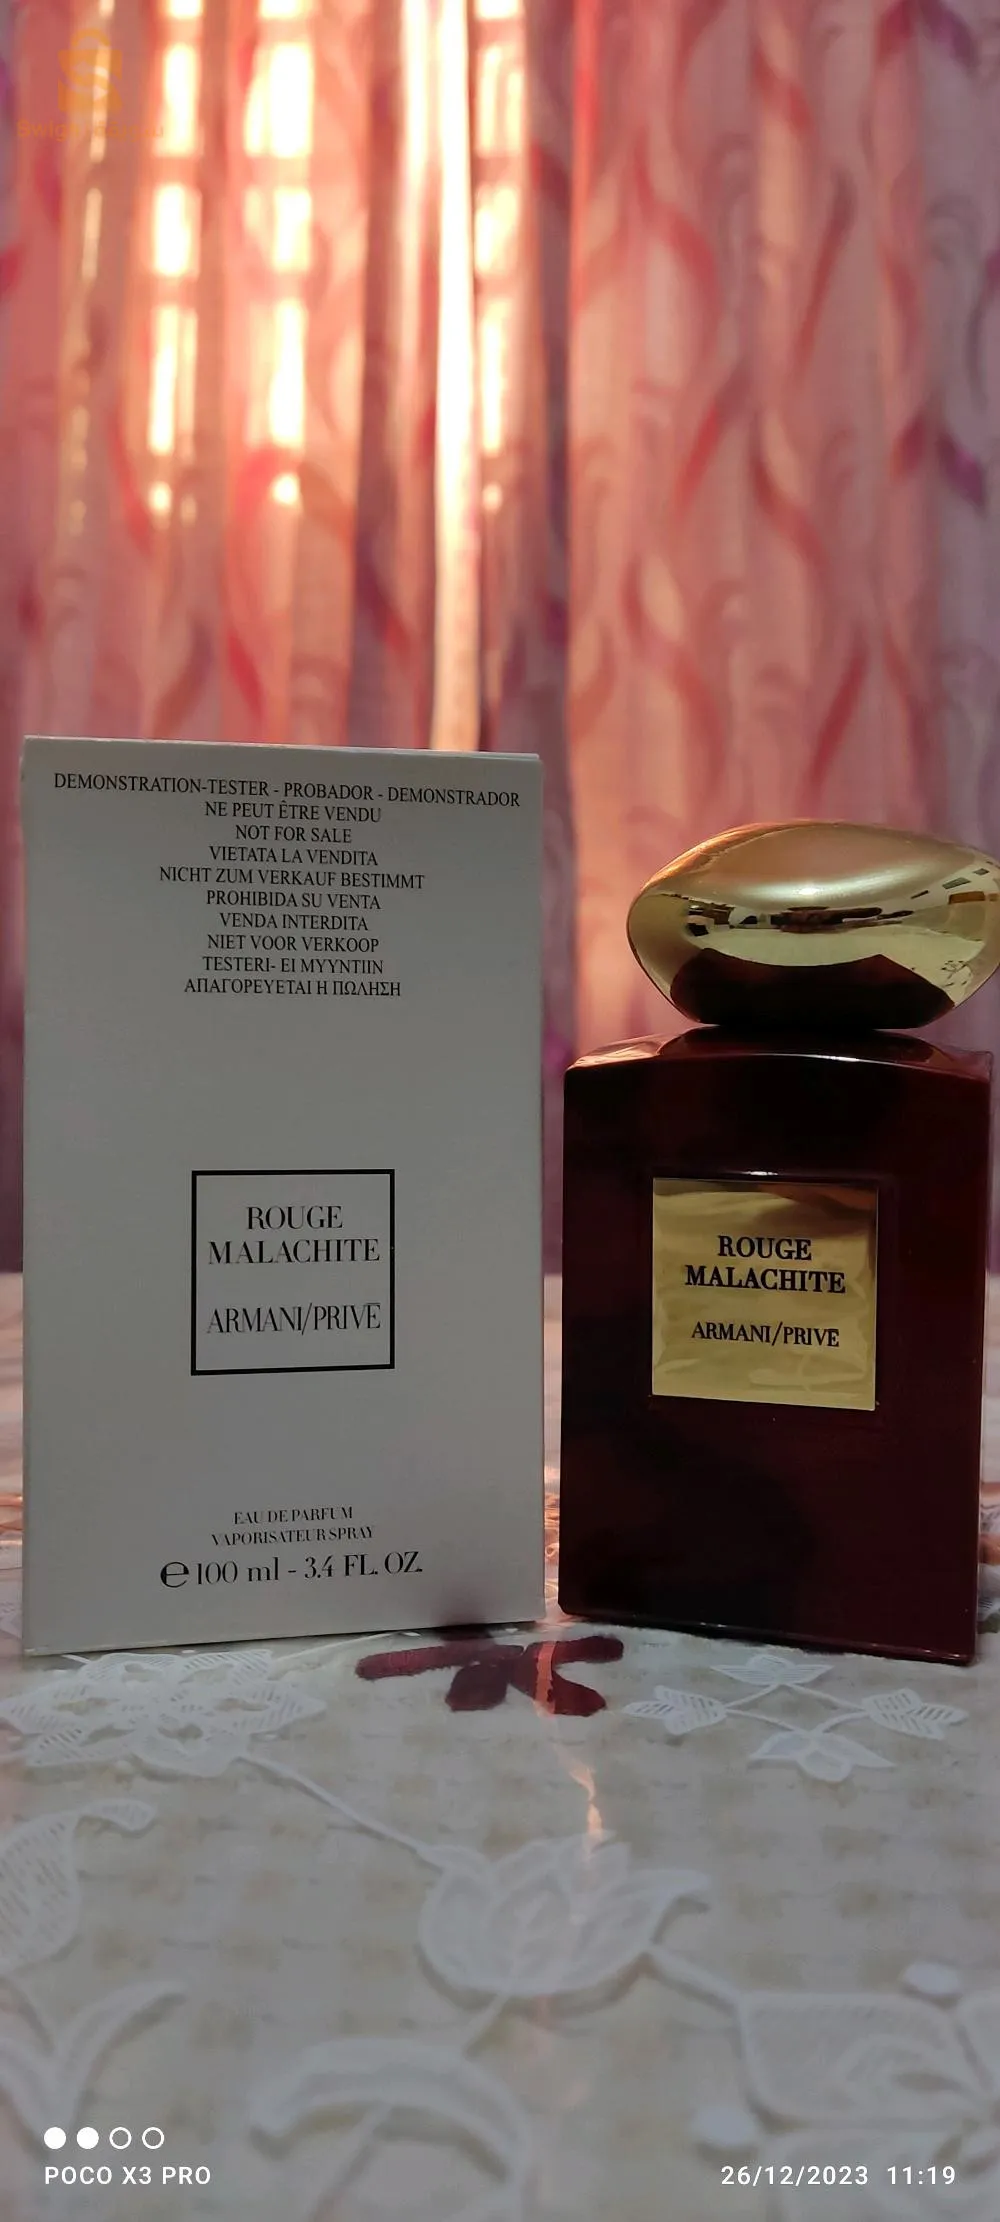 DEMONSTRATION-TESTER - PROBADOR - DEMONSTRADOR
NE PEUT ÊTRE VENDU
NOT FOR SALE
VIETATA LA VENDITA
NICHT ZUM VERKAUF BESTIMMT
PROHIBIDA SU VENTA
VENDA INTERDITA
NIET VOOR VERKOOP
TESTERI- EI MYYNTIIN
ΑΠΑΓΟΡΕΥΕΤΑΙ Η ΠΩΛΗΣΗ
ROUGE
MALACHITE
ARMANI/PRIVĒ
EAU DE PARFUM
VAPORISATEUR SPRAY
℮ 100 ml - 3.4 FL. OZ.
ROUGE
MALACHITE
ARMANI/PRIVĒ
POCO X3 PRO
26/12/2023 11:19